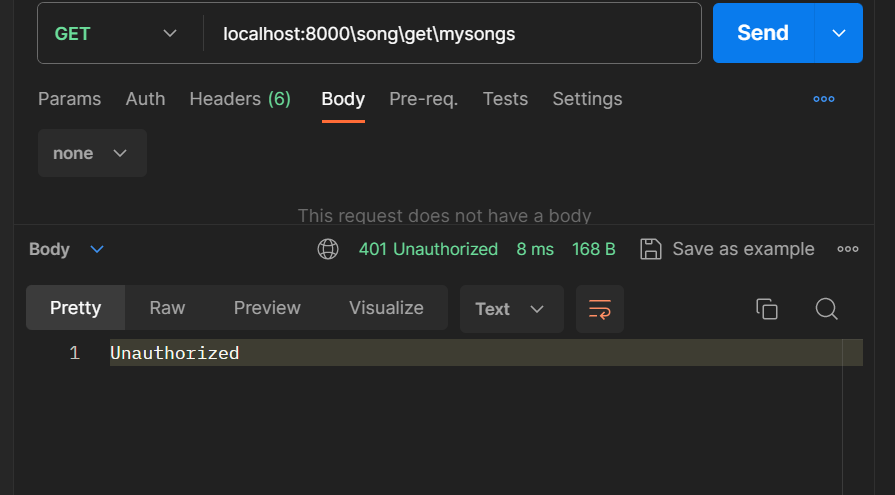 GET localhost:8000\song\get\mysongs Send
Params Auth Headers (6) Body Pre-req. Tests Settings
none
This request does not have a body
Body 401 Unauthorized 8 ms 168 B Save as example
Pretty Raw Preview Visualize Text
1 Unauthorized